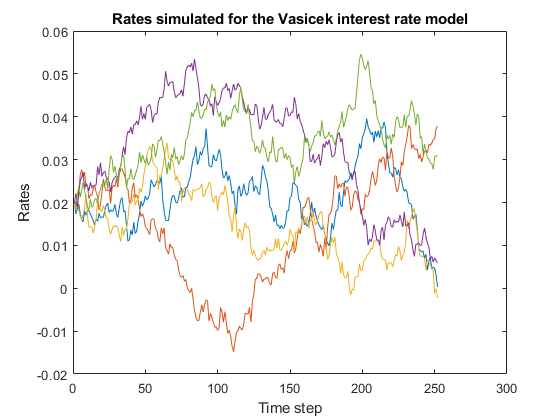 Rates simulated for the Vasicek interest rate model
0.06
0.05
0.04
0.03
0.02
0.01
0
-0.01
-0.02
Rates
0 50 100 150 200 250 300
Time step